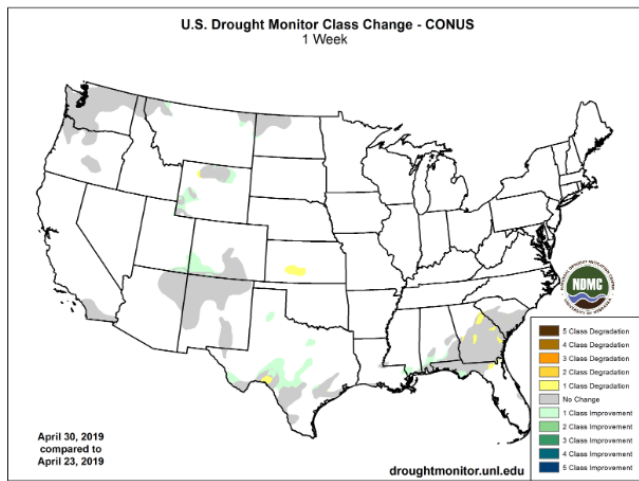 U.S. Drought Monitor Class Change - CONUS
1 Week
NDMC
5 Class Degradation
4 Class Degradation
3 Class Degradation
2 Class Degradation
1 Class Degradation
No Change
1 Class Improvement
2 Class Improvement
3 Class Improvement
4 Class Improvement
5 Class Improvement
April 30, 2019
compared to
April 23, 2019
droughtmonitor.unl.edu